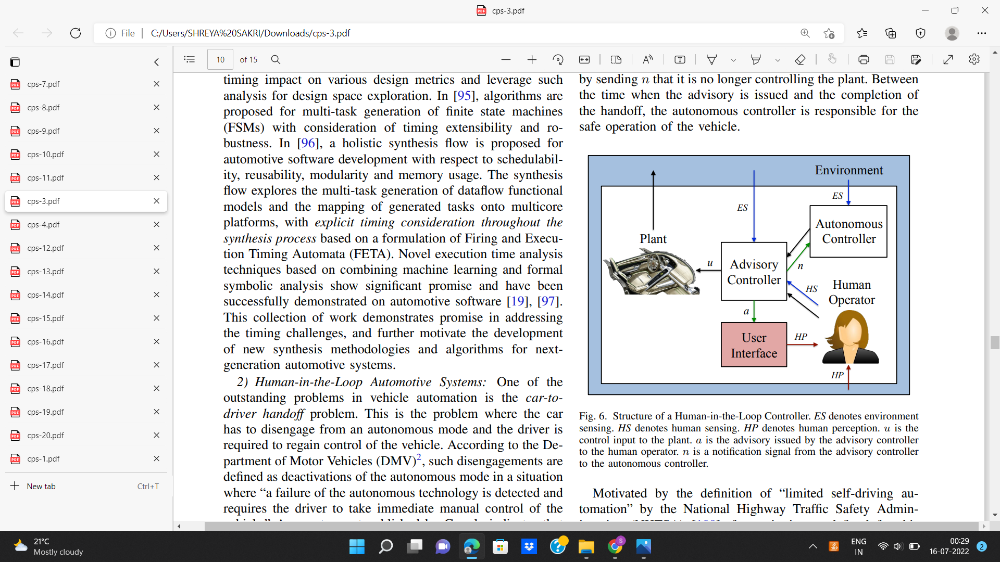 cps-3.pdf
File
C:/Users/SHREYA%20SAKRI/Downloads/cps-3.pdf
10 of 15
cps-7.pdf
cps-8.pdf
cps-9.pdf
cps-10.pdf
cps-11.pdf
cps-3.pdf
cps-4.pdf
cps-12.pdf
cps-13.pdf
cps-14.pdf
cps-15.pdf
cps-16.pdf
cps-17.pdf
cps-18.pdf
cps-19.pdf
cps-20.pdf
cps-1.pdf
New tab Ctrl+T
timing impact on various design metrics and leverage such
analysis for design space exploration. In [95], algorithms are
proposed for multi-task generation of finite state machines
(FSMs) with consideration of timing extensibility and ro-
bustness. In [96], a holistic synthesis flow is proposed for
automotive software development with respect to schedulabil-
ity, reusability, modularity and memory usage. The synthesis
flow explores the multi-task generation of dataflow functional
models and the mapping of generated tasks onto multicore
platforms, with explicit timing consideration throughout the
synthesis process based on a formulation of Firing and Execu-
tion Timing Automata (FETA). Novel execution time analysis
techniques based on combining machine learning and formal
symbolic analysis show significant promise and have been
successfully demonstrated on automotive software [19], [97].
This collection of work demonstrates promise in addressing
the timing challenges, and further motivate the development
of new synthesis methodologies and algorithms for next-
generation automotive systems.
2) Human-in-the-Loop Automotive Systems: One of the
outstanding problems in vehicle automation is the car-to-
driver handoff problem. This is the problem where the car
has to disengage from an autonomous mode and the driver is
required to regain control of the vehicle. According to the De-
partment of Motor Vehicles (DMV)2, such disengagements are
defined as deactivations of the autonomous mode in a situation
where “a failure of the autonomous technology is detected and
requires the driver to take immediate manual control of the
by sending n that it is no longer controlling the plant. Between
the time when the advisory is issued and the completion of
the handoff, the autonomous controller is responsible for the
safe operation of the vehicle.
Environment
ES
ES
Autonomous
Controller
Plant
Advisory
Controller
u
n
HS
Human
Operator
a
User
Interface
HP
HP
Fig. 6. Structure of a Human-in-the-Loop Controller. ES denotes environment
sensing. HS denotes human sensing. HP denotes human perception. u is the
control input to the plant. a is the advisory issued by the advisory controller
to the human operator. n is a notification signal from the advisory controller
to the autonomous controller.
Motivated by the definition of “limited self-driving au-
tomation” by the National Highway Traffic Safety Admin-
21°C
Mostly cloudy
ENG
IN
00:29
16-07-2022
2